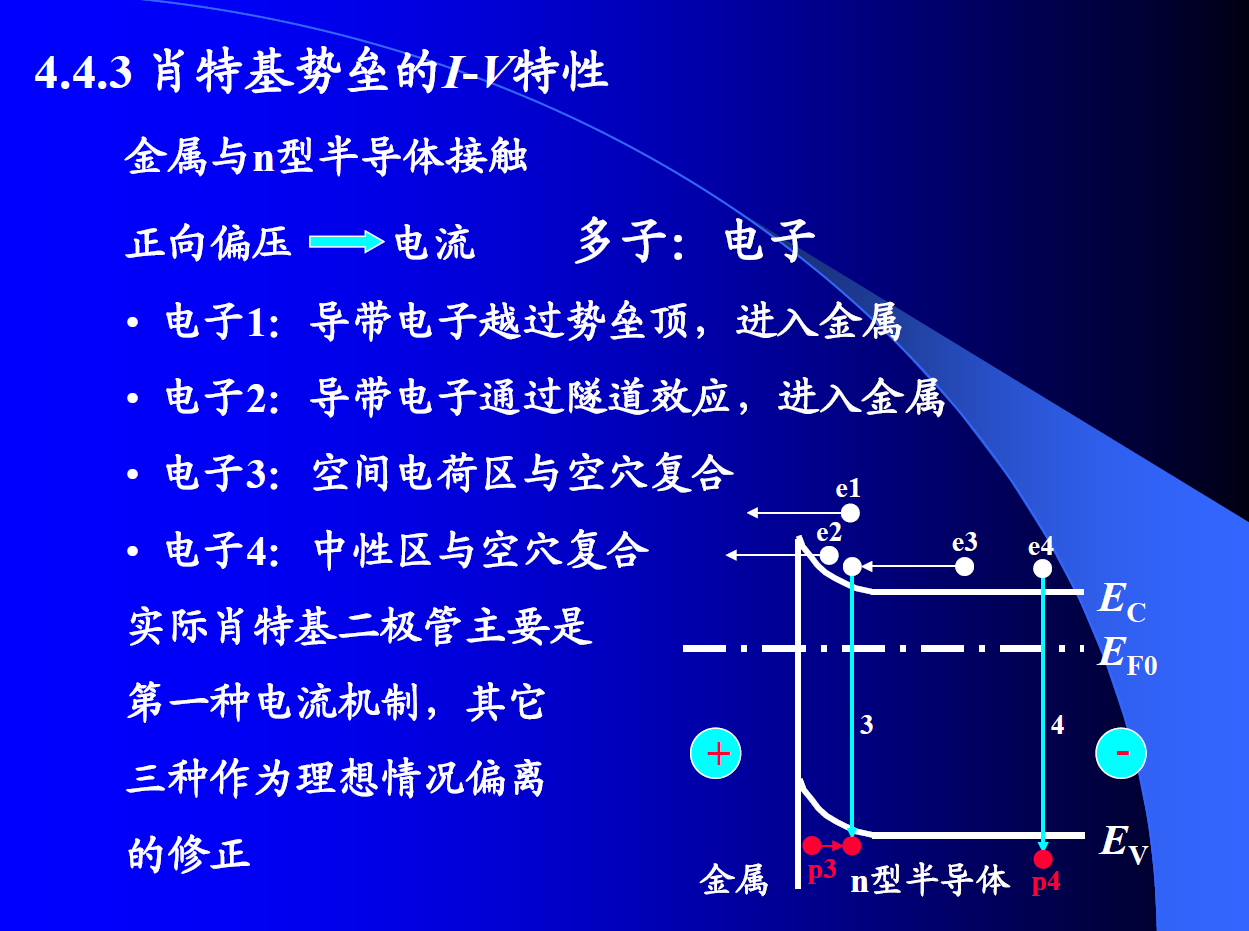 4.4.3 肖特基势垒的I-V特性
金属与n型半导体接触
正向偏压 电流 多子：电子
• 电子1：导带电子越过势垒顶，进入金属
• 电子2：导带电子通过隧道效应，进入金属
• 电子3：空间电荷区与空穴复合
• 电子4：中性区与空穴复合
实际肖特基二极管主要是
第一种电流机制，其它
三种作为理想情况偏离
的修正
e1
e2
e3
e4
EC
EF0
3
4
+
-
EV
p3
p4
金属
n型半导体